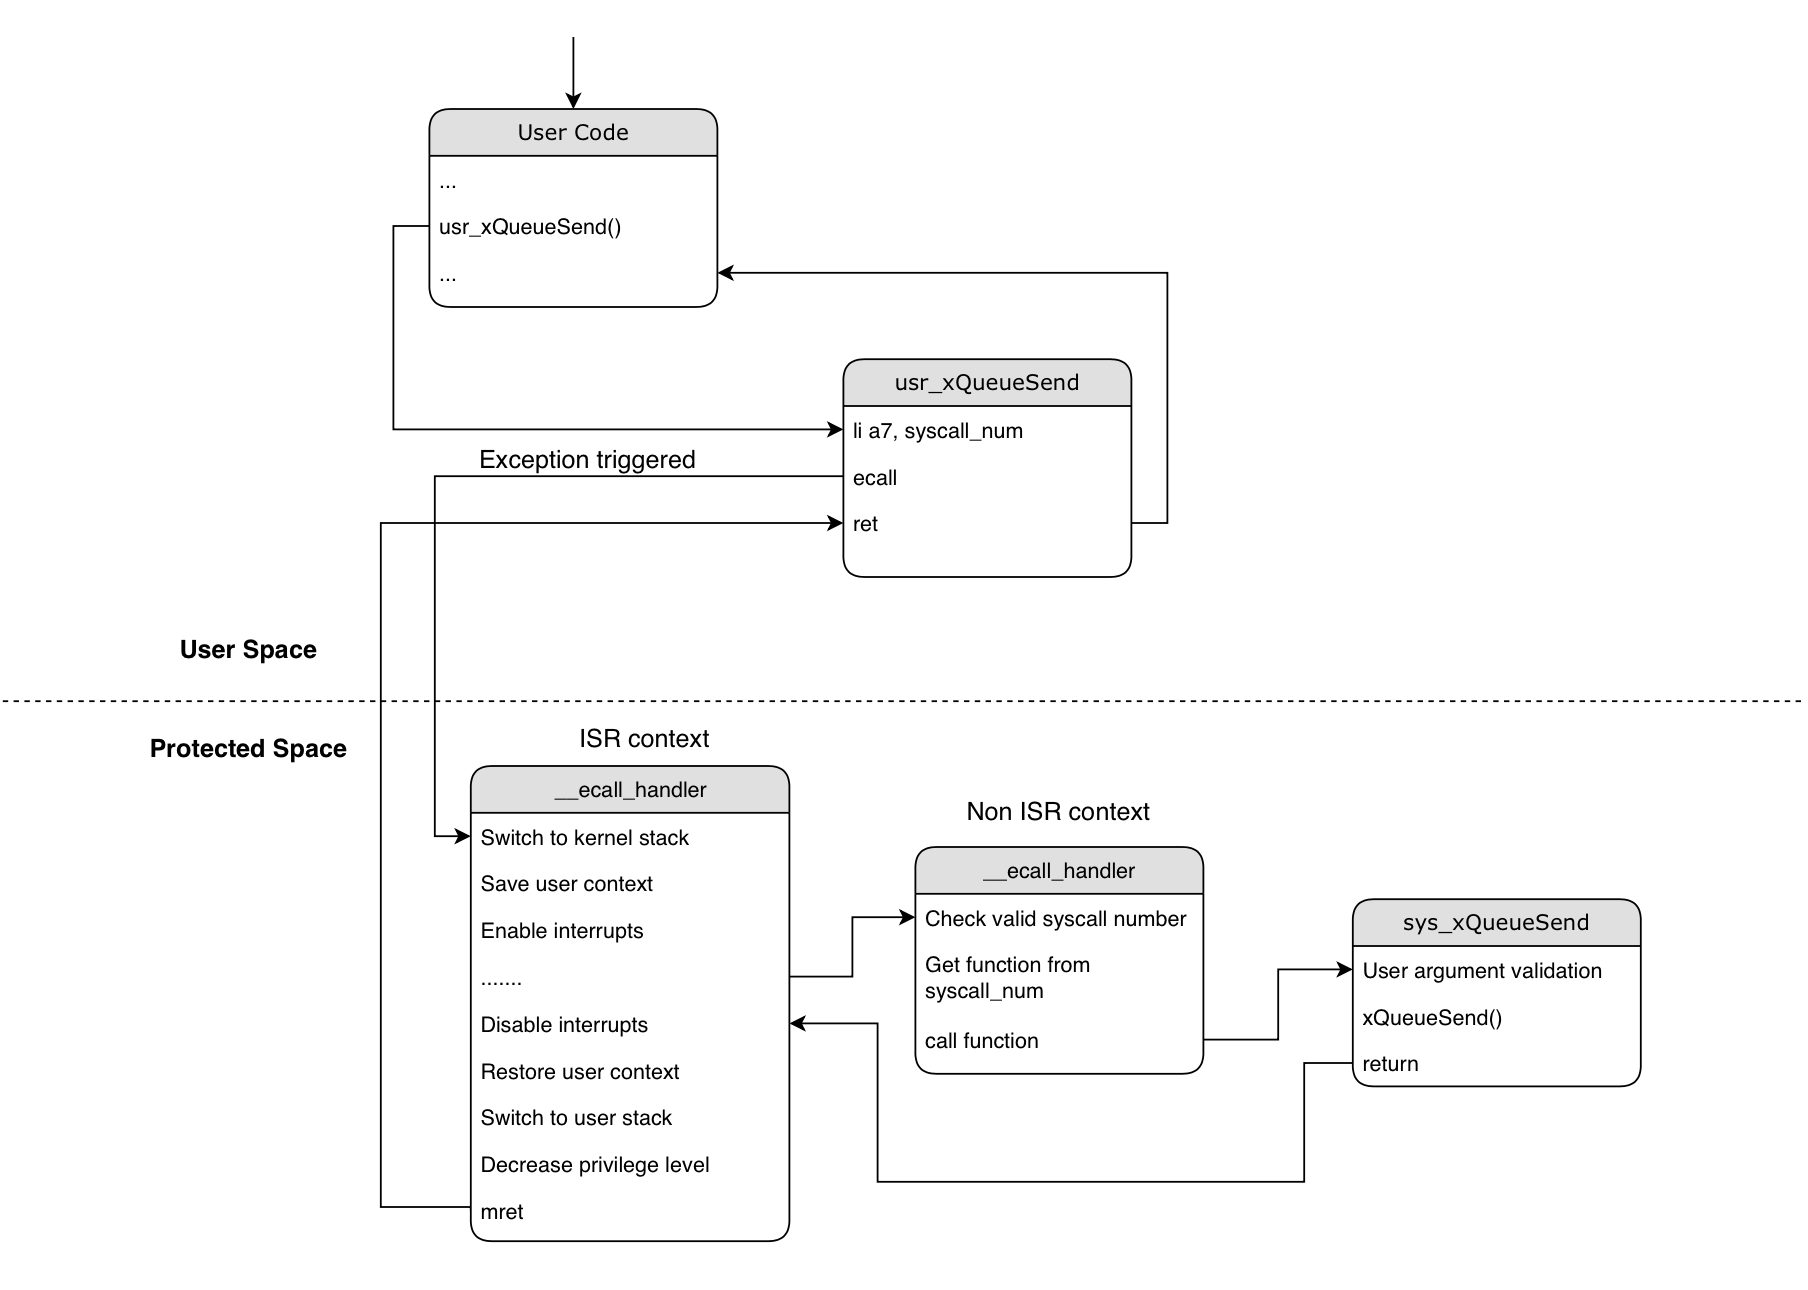 User Code
...
usr_xQueueSend()
...
usr_xQueueSend
li a7, syscall_num
Exception triggered
ecall
ret
User Space
Protected Space
ISR context
__ecall_handler
Switch to kernel stack
Save user context
Enable interrupts
.......
Disable interrupts
Restore user context
Switch to user stack
Decrease privilege level
mret
Non ISR context
__ecall_handler
Check valid syscall number
Get function from
syscall_num
call function
sys_xQueueSend
User argument validation
xQueueSend()
return